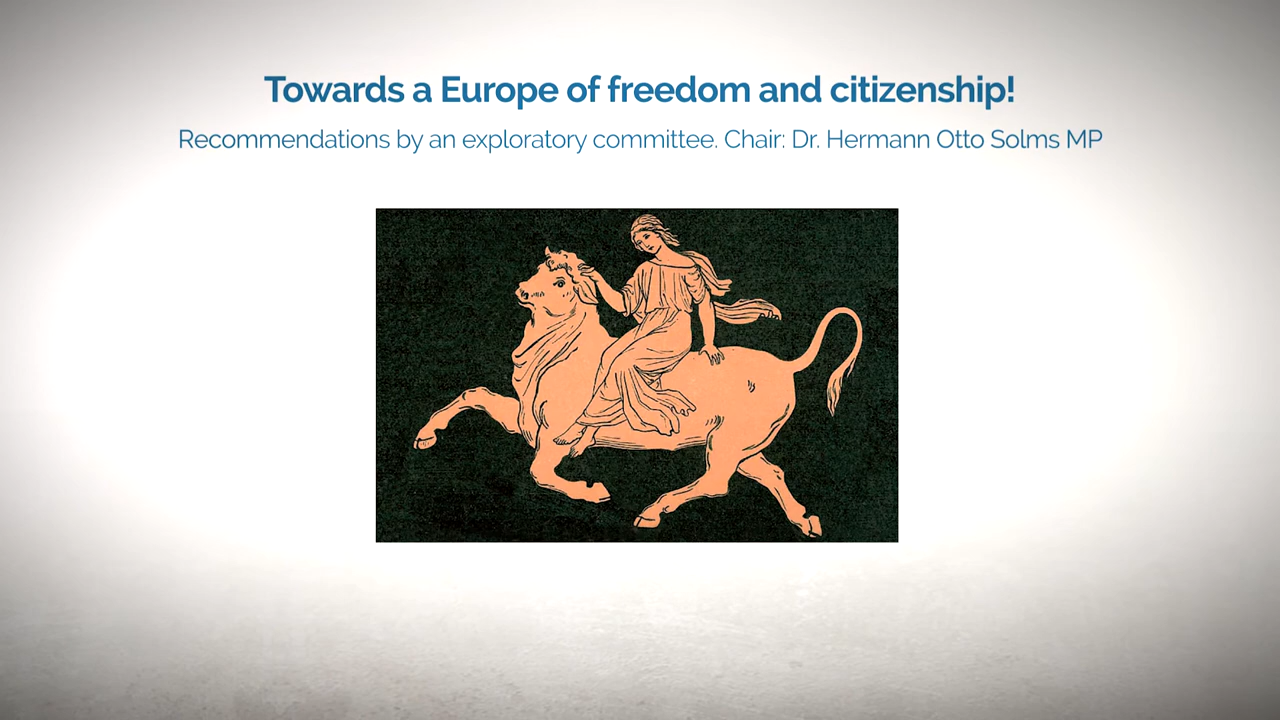 Towards a Europe of freedom and citizenship!
Recommendations by an exploratory committee. Chair: Dr. Hermann Otto Solms MP